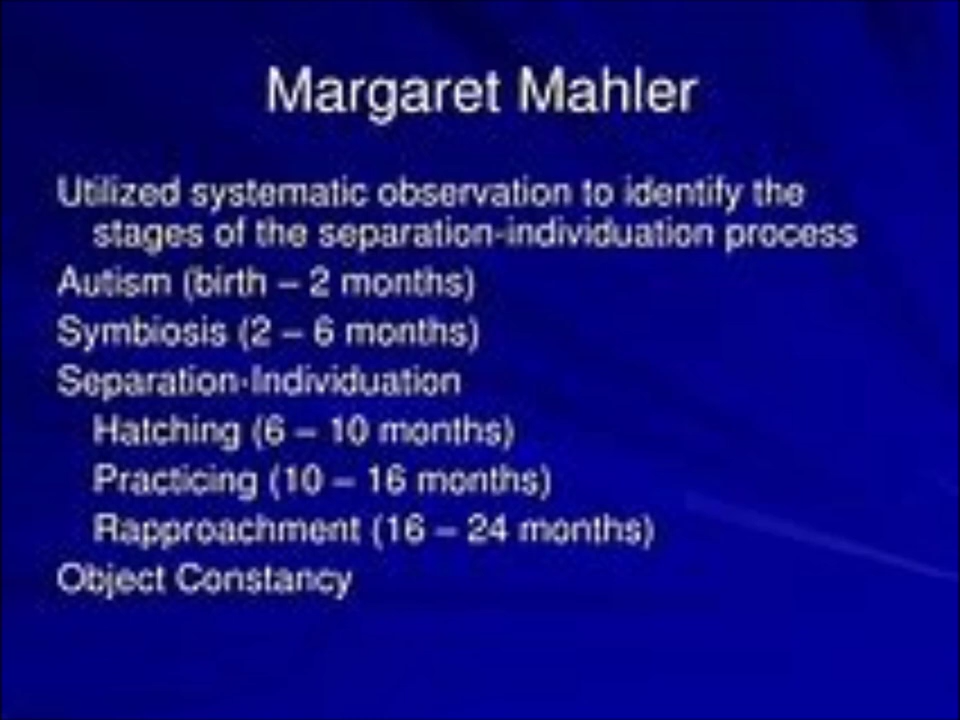 Margaret Mahler
Utilized systematic observation to identify the
stages of the separation-individuation process
Autism (birth – 2 months)
Symbiosis (2 – 6 months)
Separation-Individuation
Hatching (6 – 10 months)
Practicing (10 – 16 months)
Rapproachment (16 – 24 months)
Object Constancy